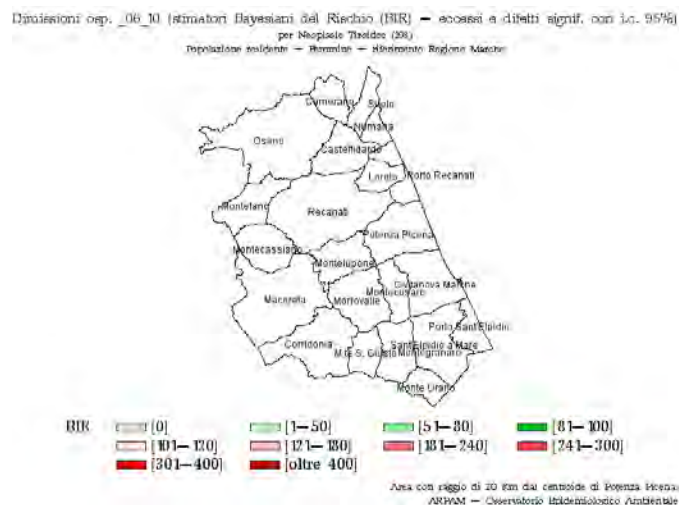 Dimissioni osp. _06_10 (stimatori Bayesiani del Rischio (BIR) – eccessi e difetti signif. con i.c. 95%)
per Neoplasie Tiroidee
Popolazione residente – Femmine – riferimento Regione Marche
Camerano
Sirolo
Numana
Osimo
Castelfidardo
Loreto
Porto Recanati
Montefano
Recanati
Potenza Picena
Montecassiano
Montelupone
Civitanova Marche
Montecosaro
Macerata
Morrovalle
Porto Sant'Elpidio
Corridonia
Sant'Elpidio a Mare
M.te S. Giusto
Montegranaro
Monte Urano
BIR [0] [1–50] [51–80] [81–100]
[101–120] [121–180] [181–240] [241–300]
[301–400] [oltre 400]
Area con raggio di 20 Km dal centroide di Potenza Picena.
ARPAM – Osservatorio Epidemiologico Ambientale